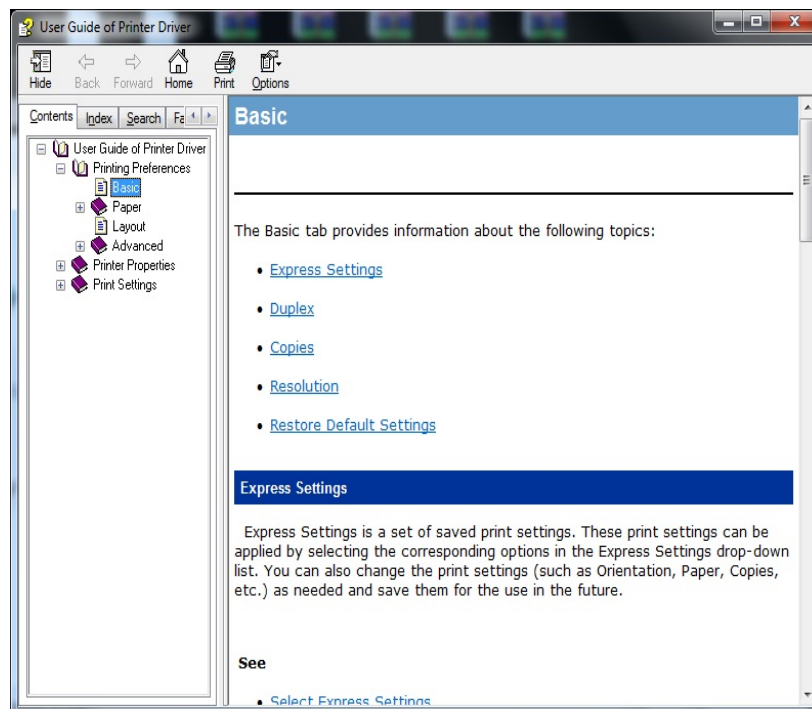 User Guide of Printer Driver
Hide Back Forward Home Print Options
Contents Index Search Fa
User Guide of Printer Driver
Printing Preferences
Basic
Paper
Layout
Advanced
Printer Properties
Print Settings
Basic
The Basic tab provides information about the following topics:
• Express Settings
• Duplex
• Copies
• Resolution
• Restore Default Settings
Express Settings
Express Settings is a set of saved print settings. These print settings can be
applied by selecting the corresponding options in the Express Settings drop-down
list. You can also change the print settings (such as Orientation, Paper, Copies,
etc.) as needed and save them for the use in the future.
See
• Select Express Settings